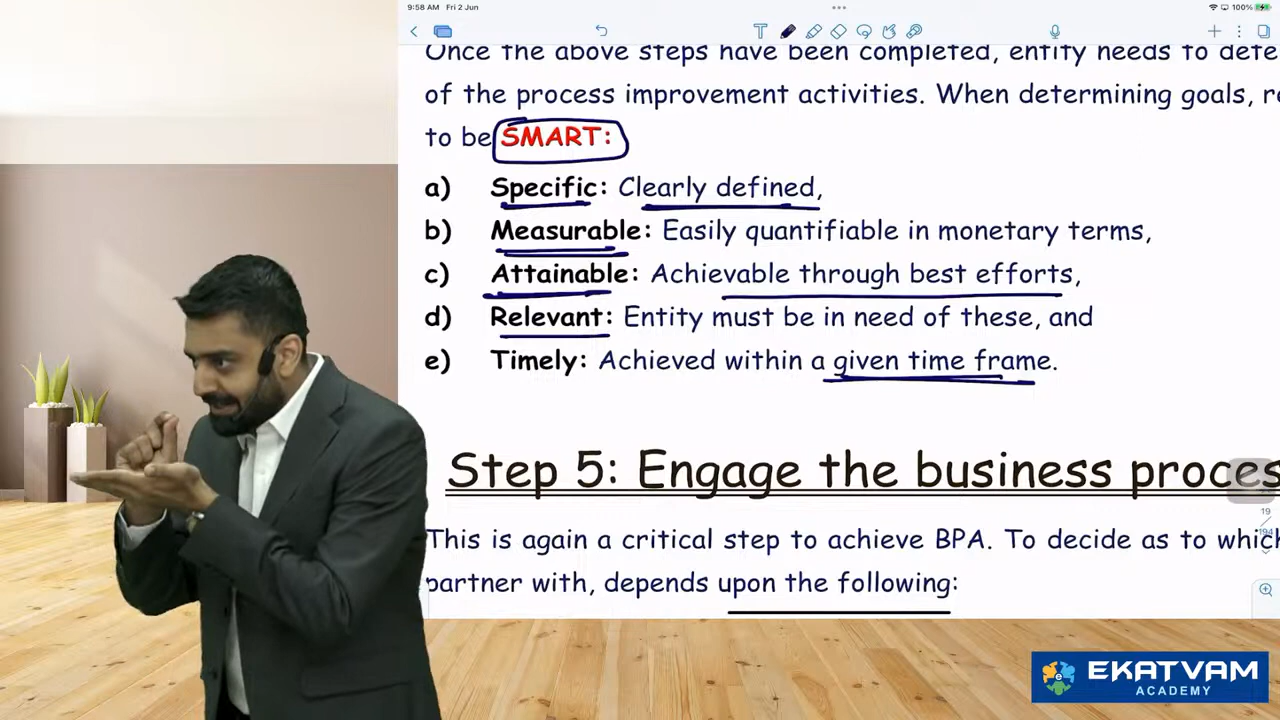 9:58 AM Fri 2 Jun
100%
Once the above steps have been completed, entity needs to dete
of the process improvement activities. When determining goals, re
to be SMART:
a) Specific: Clearly defined,
b) Measurable: Easily quantifiable in monetary terms,
c) Attainable: Achievable through best efforts,
d) Relevant: Entity must be in need of these, and
e) Timely: Achieved within a given time frame.
Step 5: Engage the business proces
19
194
This is again a critical step to achieve BPA. To decide as to which
partner with, depends upon the following:
EKATVAM
ACADEMY